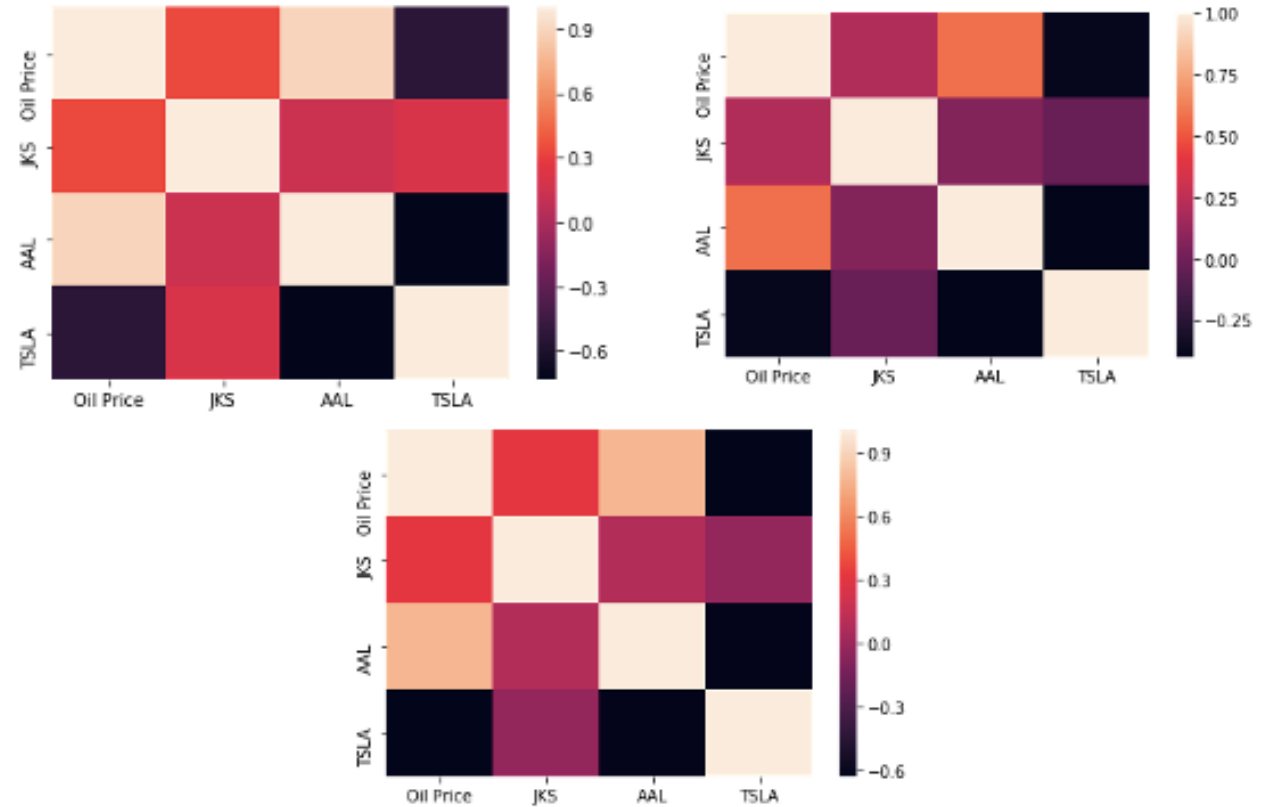 Oil Price
JKS
AAL
TSLA
Oil Price JKS AAL TSLA
0.9
0.6
0.3
0.0
−0.3
−0.6
Oil Price
JKS
AAL
TSLA
Oil Price JKS AAL TSLA
1.00
0.75
0.50
0.25
0.00
−0.25
Oil Price
JKS
AAL
TSLA
Oil Price JKS AAL TSLA
0.9
0.6
0.3
0.0
−0.3
−0.6